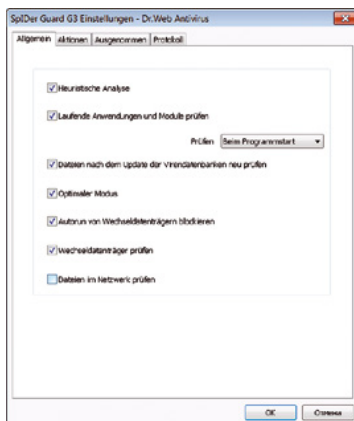 SpIDer Guard G3 Einstellungen - Dr.Web Antivirus
Allgemein Aktionen Ausgenommen Protokoll
Heuristische Analyse
Laufende Anwendungen und Module prüfen
Prüfen Beim Programmstart
Dateien nach dem Update der Virendatenbanken neu prüfen
Optimaler Modus
Autorun von Wechseldatenträgern blockieren
Wechseldatenträger prüfen
Dateien im Netzwerk prüfen
OK Отмена